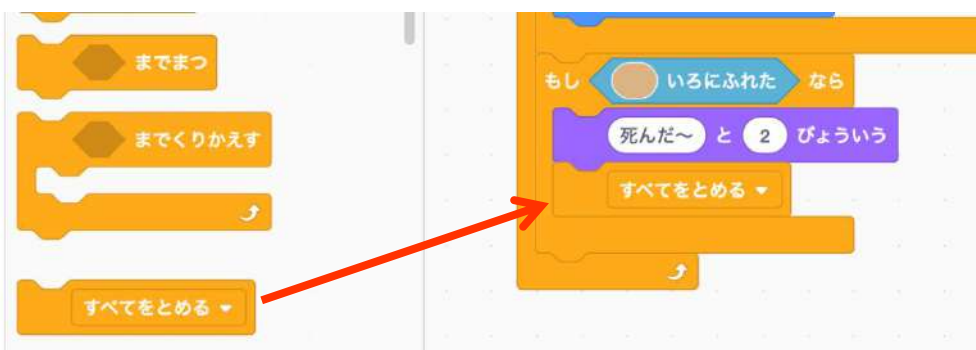 までまつ
までくりかえす
すべてをとめる
もし いろにふれた なら
死んだ〜 と 2 びょういう
すべてをとめる